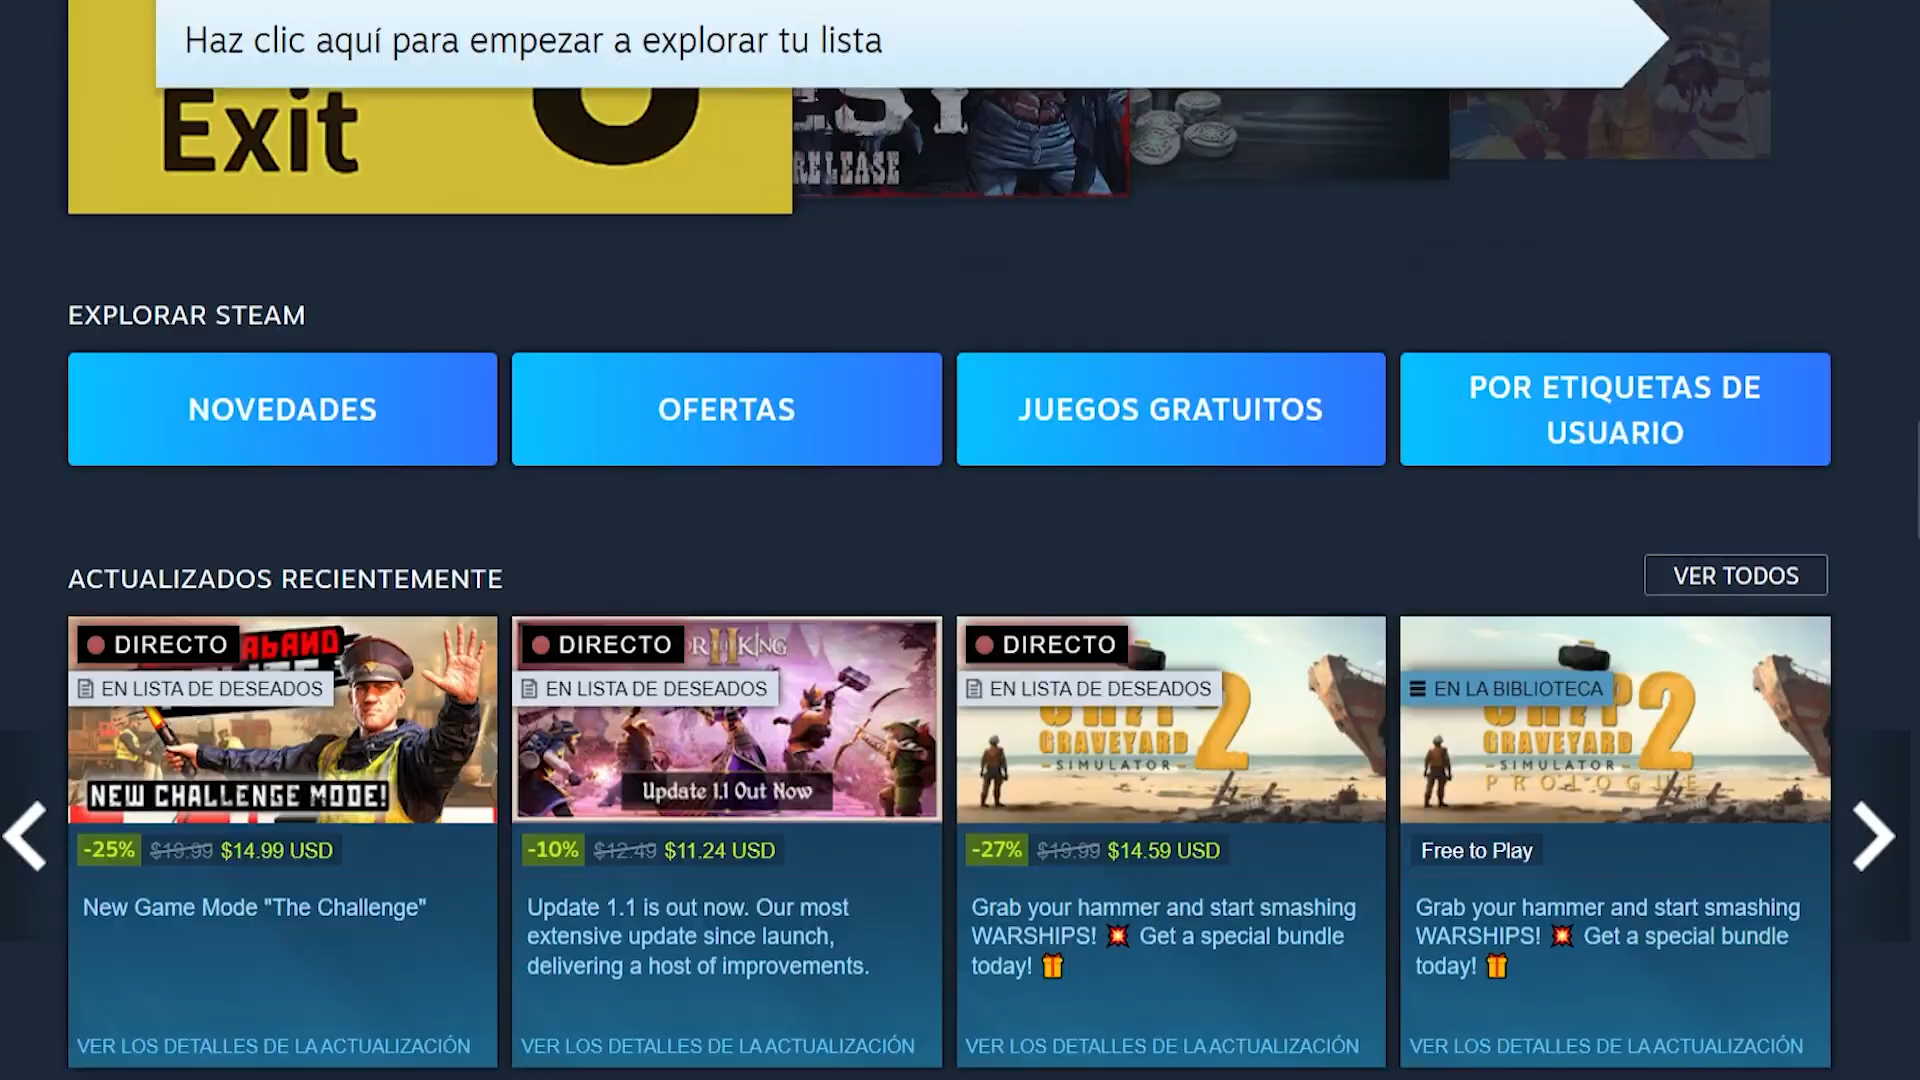 Haz clic aquí para empezar a explorar tu lista
Exit
RELEASE
EXPLORAR STEAM
NOVEDADES
OFERTAS
JUEGOS GRATUITOS
POR ETIQUETAS DE
USUARIO
ACTUALIZADOS RECIENTEMENTE
VER TODOS
DIRECTO
EN LISTA DE DESEADOS
NEW CHALLENGE MODE!
-25% $19.99 $14.99 USD
New Game Mode "The Challenge"
VER LOS DETALLES DE LA ACTUALIZACIÓN
DIRECTO
II KING
EN LISTA DE DESEADOS
Update 1.1 Out Now
-10% $12.49 $11.24 USD
Update 1.1 is out now. Our most
extensive update since launch,
delivering a host of improvements.
VER LOS DETALLES DE LA ACTUALIZACIÓN
DIRECTO
EN LISTA DE DESEADOS
2
GRAVEYARD
-SIMULATOR-
-27% $19.99 $14.59 USD
Grab your hammer and start smashing
WARSHIPS! 💥 Get a special bundle
today! 🎁
VER LOS DETALLES DE LA ACTUALIZACIÓN
EN LA BIBLIOTECA
2
GRAVEYARD
-SIMULATOR-
PROLOGUE
Free to Play
Grab your hammer and start smashing
WARSHIPS! 💥 Get a special bundle
today! 🎁
VER LOS DETALLES DE LA ACTUALIZACIÓN